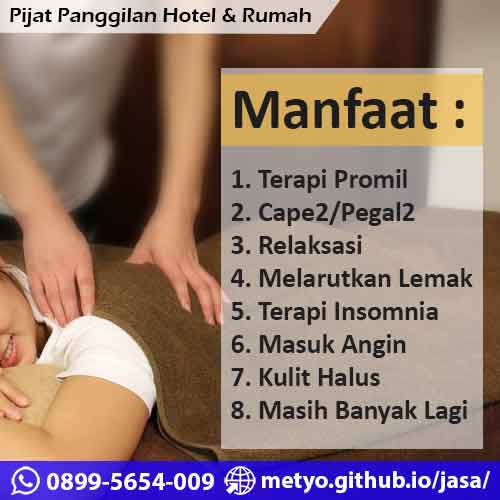 Pijat Panggilan Hotel & Rumah
Manfaat :
1. Terapi Promil
2. Cape2/Pegal2
3. Relaksasi
4. Melarutkan Lemak
5. Terapi Insomnia
6. Masuk Angin
7. Kulit Halus
8. Masih Banyak Lagi
0899-5654-009 metyo.github.io/jasa/